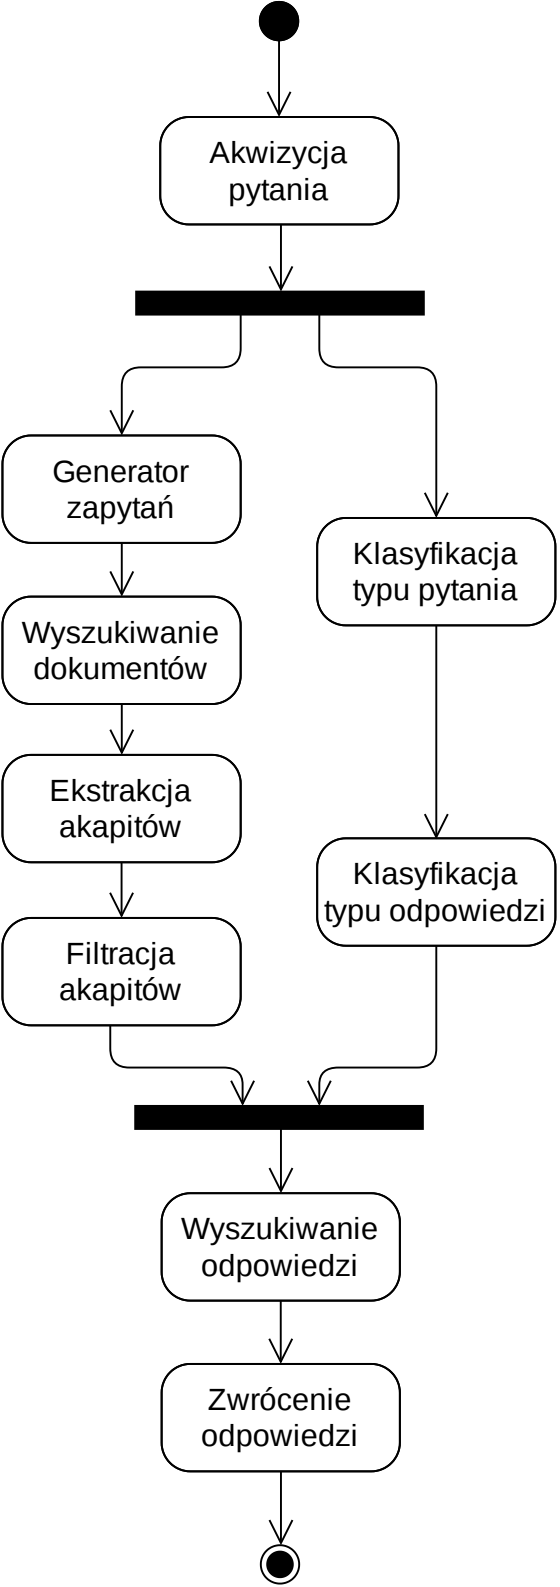 Akwizycja
pytania
Generator
zapytań
Wyszukiwanie
dokumentów
Ekstrakcja
akapitów
Filtracja
akapitów
Klasyfikacja
typu pytania
Klasyfikacja
typu odpowiedzi
Wyszukiwanie
odpowiedzi
Zwrócenie
odpowiedzi